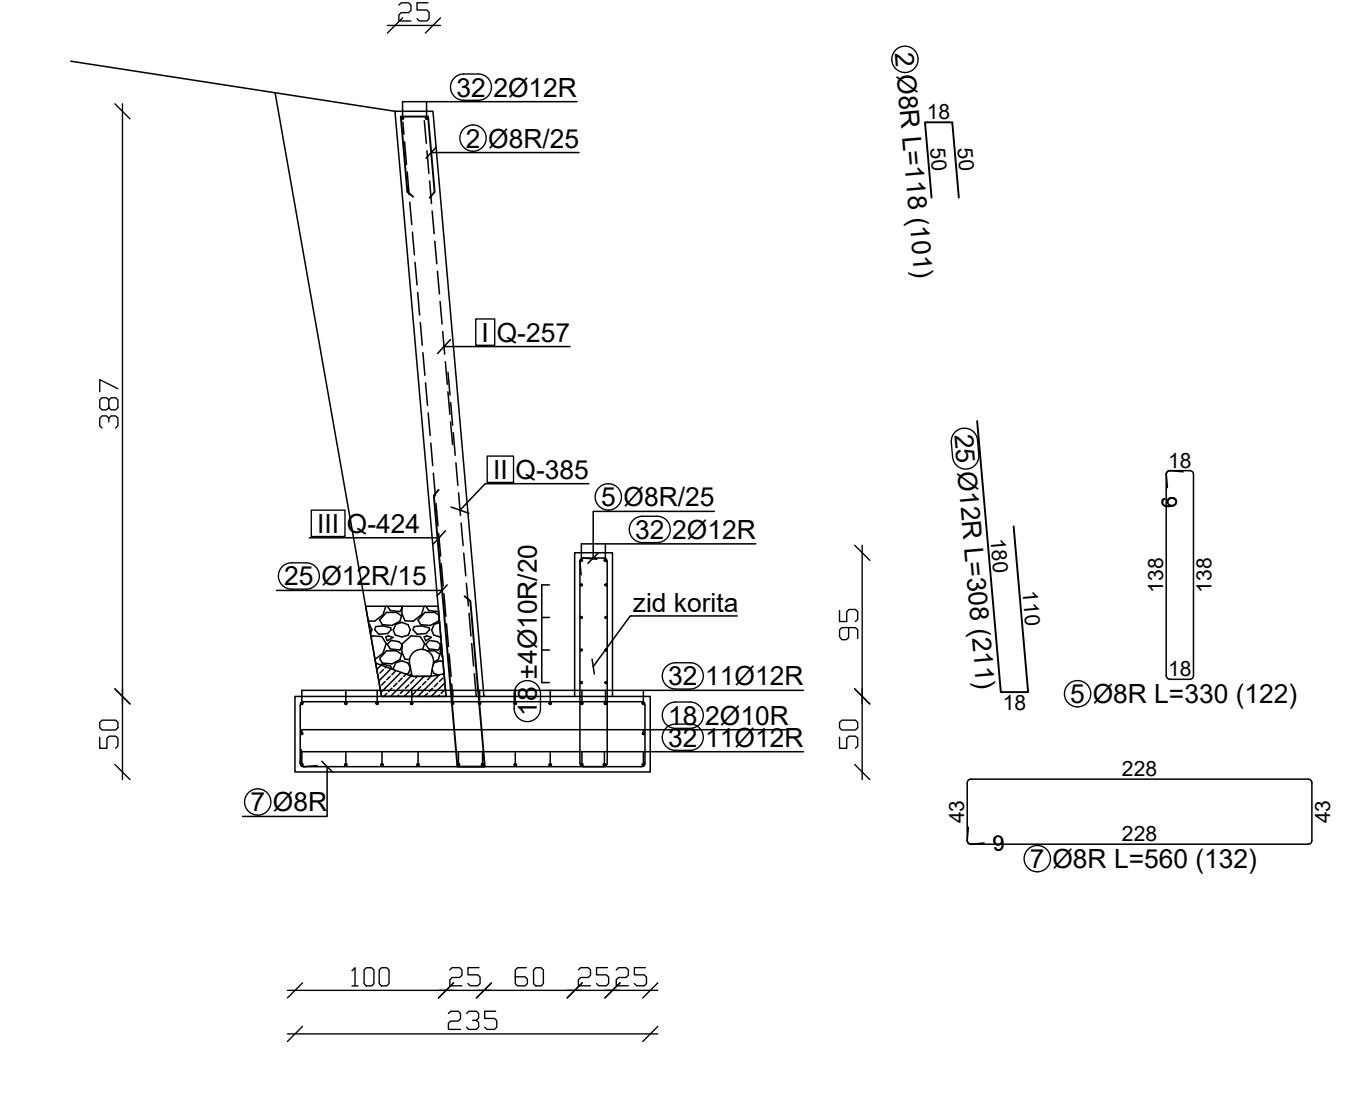 25
32 2Ø12R
2 Ø8R/25
I Q-257
387
II Q-385
5 Ø8R/25
III Q-424
32 2Ø12R
25 Ø12R/15
18 ±4Ø10R/20
zid korita
95
32 11Ø12R
18 2Ø10R
32 11Ø12R
50
50
7 Ø8R
100
25
60
25
25
235
2 Ø8R L=118 (101)
18
50
50
25 Ø12R L=308 (211)
180
110
18
18
9
138
138
18
5 Ø8R L=330 (122)
228
43
43
228
9
7 Ø8R L=560 (132)